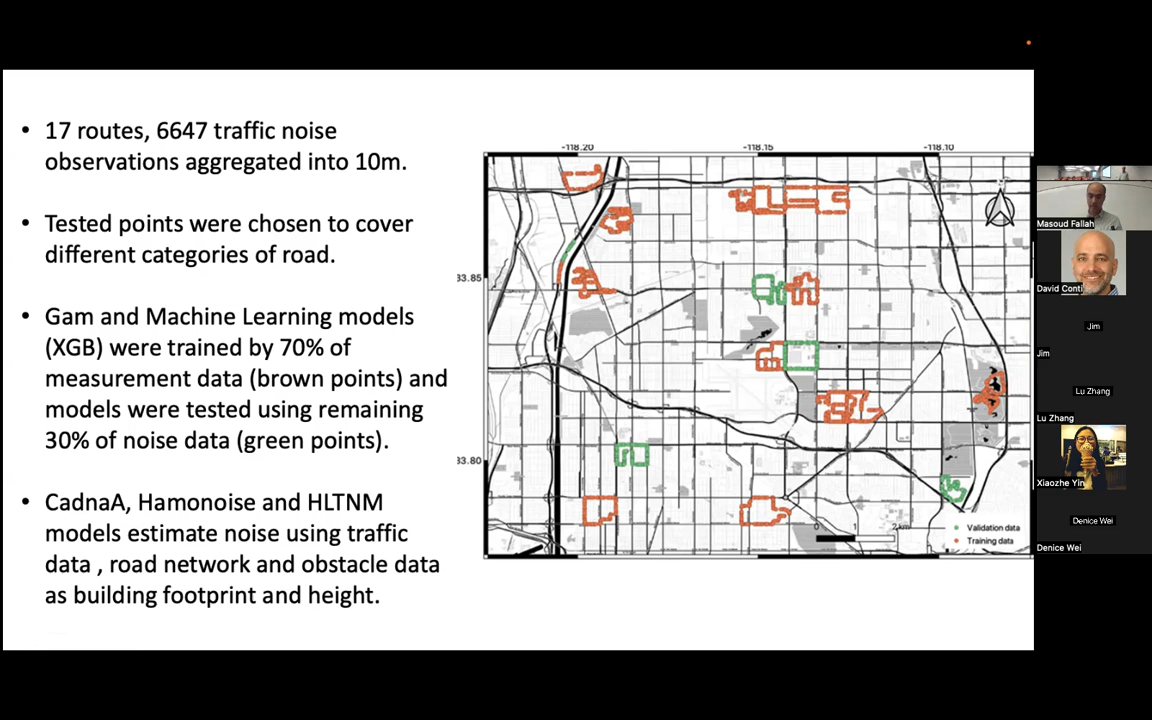 • 17 routes, 6647 traffic noise
observations aggregated into 10m.
• Tested points were chosen to cover
different categories of road.
• Gam and Machine Learning models
(XGB) were trained by 70% of
measurement data (brown points) and
models were tested using remaining
30% of noise data (green points).
• CadnaA, Hamonoise and HLTNM
models estimate noise using traffic
data , road network and obstacle data
as building footprint and height.
-118.20 -118.15 -118.10
33.85
33.80
0 1 2 km
Validation data
Training data
Masoud Fallah
David Conti
Jim
Jim
Lu Zhang
Lu Zhang
Xiaozhe Yin
Denice Wei
Denice Wei